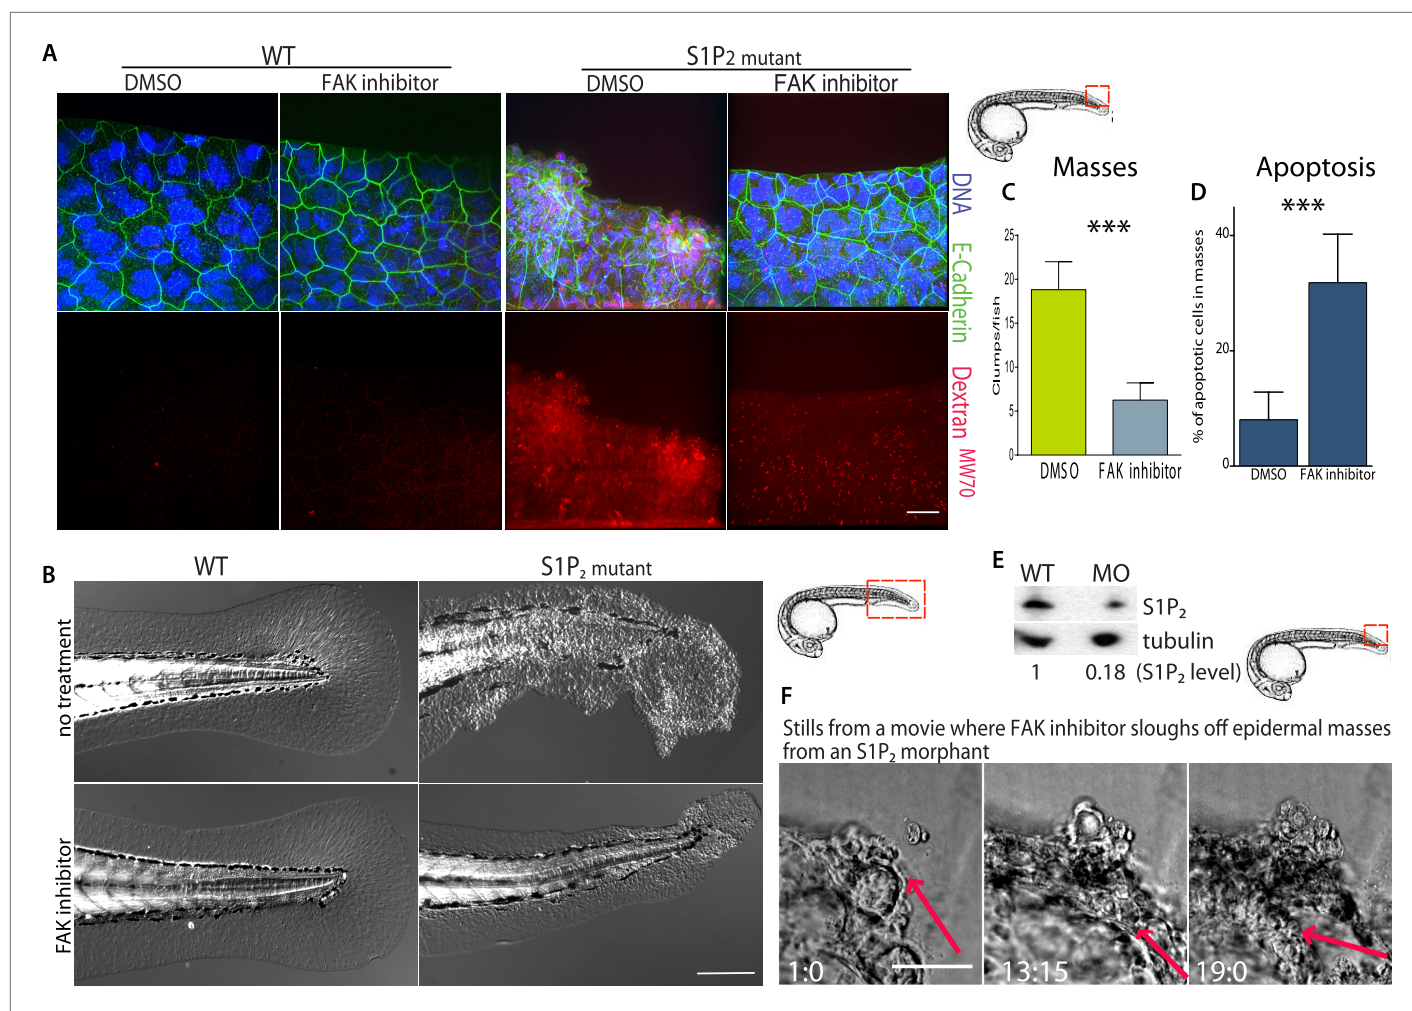 A
WT
S1P2 mutant
DMSO
FAK inhibitor
DMSO
FAK inhibitor
DNA
E-Cadherin
Dextran MW70
Masses
C
***
25
20
15
10
5
0
Clumps/fish
DMSO
FAK inhibitor
Apoptosis
D
***
40
20
0
% of apoptotic cells in masses
DMSO
FAK inhibitor
B
WT
S1P₂ mutant
no treatment
FAK inhibitor
E
WT MO
S1P₂
tubulin
1 0.18 (S1P₂ level)
F
Stills from a movie where FAK inhibitor sloughs off epidermal masses
from an S1P₂ morphant
1:0
13:15
19:0